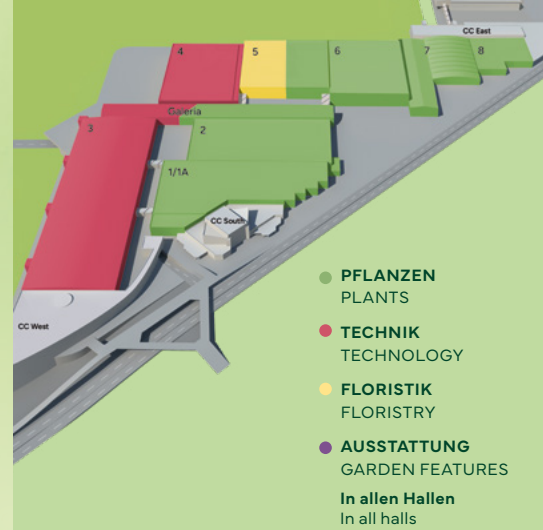 CC East
4
5
6
7
8
Galeria
3
2
1/1A
CC South
CC West
PFLANZEN
PLANTS
TECHNIK
TECHNOLOGY
FLORISTIK
FLORISTRY
AUSSTATTUNG
GARDEN FEATURES
In allen Hallen
In all halls